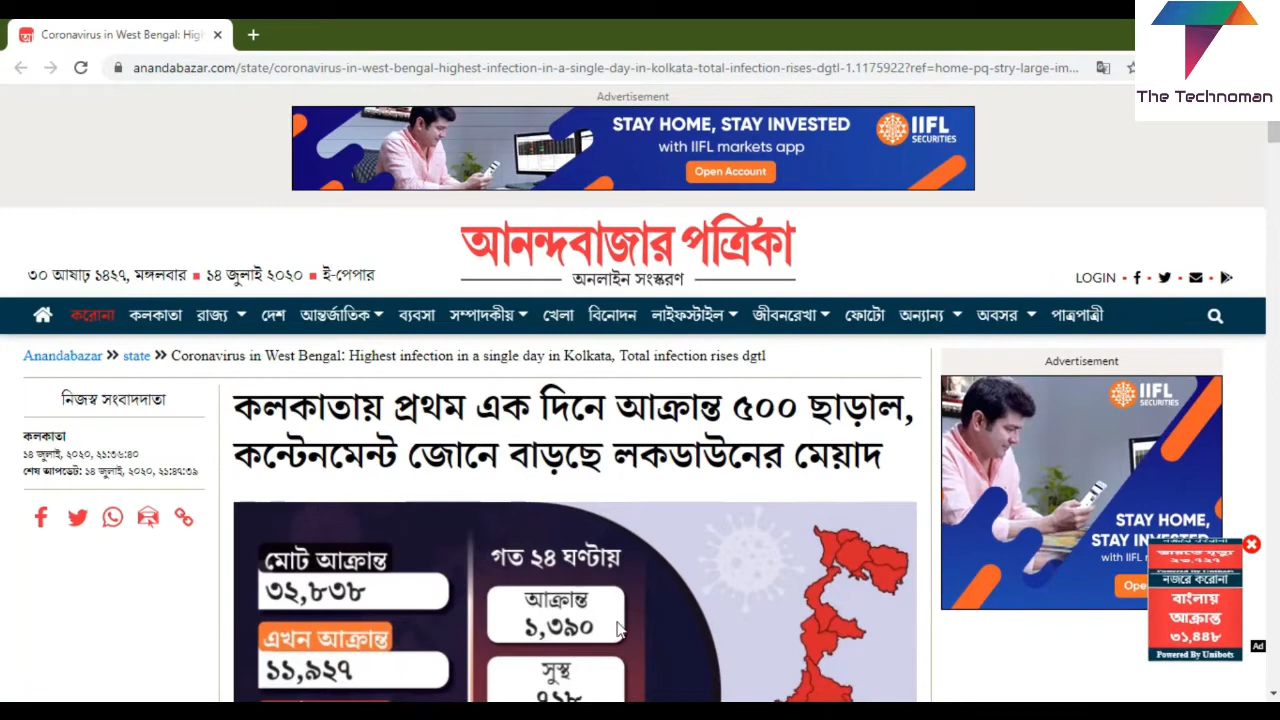 Coronavirus in West Bengal: Hig
anandabazar.com/state/coronavirus-in-west-bengal-highest-infection-in-a-single-day-in-kolkata-total-infection-rises-dgtl-1.1175922?ref=home-pq-stry-large-im...
The Technoman
Advertisement
STAY HOME, STAY INVESTED
with IIFL markets app
Open Account
IIFL
SECURITIES
আনন্দবাজার পত্রিকা
অনলাইন সংস্করণ
৩০ আষাঢ় ১৪২৭, মঙ্গলবার ১৪ জুলাই ২০২০ ই-পেপার
LOGIN
করোনা কলকাতা রাজ্য দেশ আন্তর্জাতিক ব্যবসা সম্পাদকীয় খেলা বিনোদন লাইফস্টাইল জীবনরেখা ফোটো অন্যান্য অবসর পাত্রপাত্রী
Anandabazar » state » Coronavirus in West Bengal: Highest infection in a single day in Kolkata, Total infection rises dgtl
নিজস্ব সংবাদদাতা
কলকাতা
১৪ জুলাই, ২০২০, ২১:৩৬:৪০
শেষ আপডেট: ১৪ জুলাই, ২০২০, ২১:৪৭:৩৯
কলকাতায় প্রথম এক দিনে আক্রান্ত ৫০০ ছাড়াল,
কন্টেনমেন্ট জোনে বাড়ছে লকডাউনের মেয়াদ
মোট আক্রান্ত
৩২,৮৩৮
এখন আক্রান্ত
১১,৯২৭
গত ২৪ ঘণ্টায়
আক্রান্ত
১,৩৯০
সুস্থ
Advertisement
IIFL
SECURITIES
STAY HOME,
with IIFL
নজরে করোনা
বাংলায়
আক্রান্ত
৩১,৪৪৮
Powered By Unibots
Ad